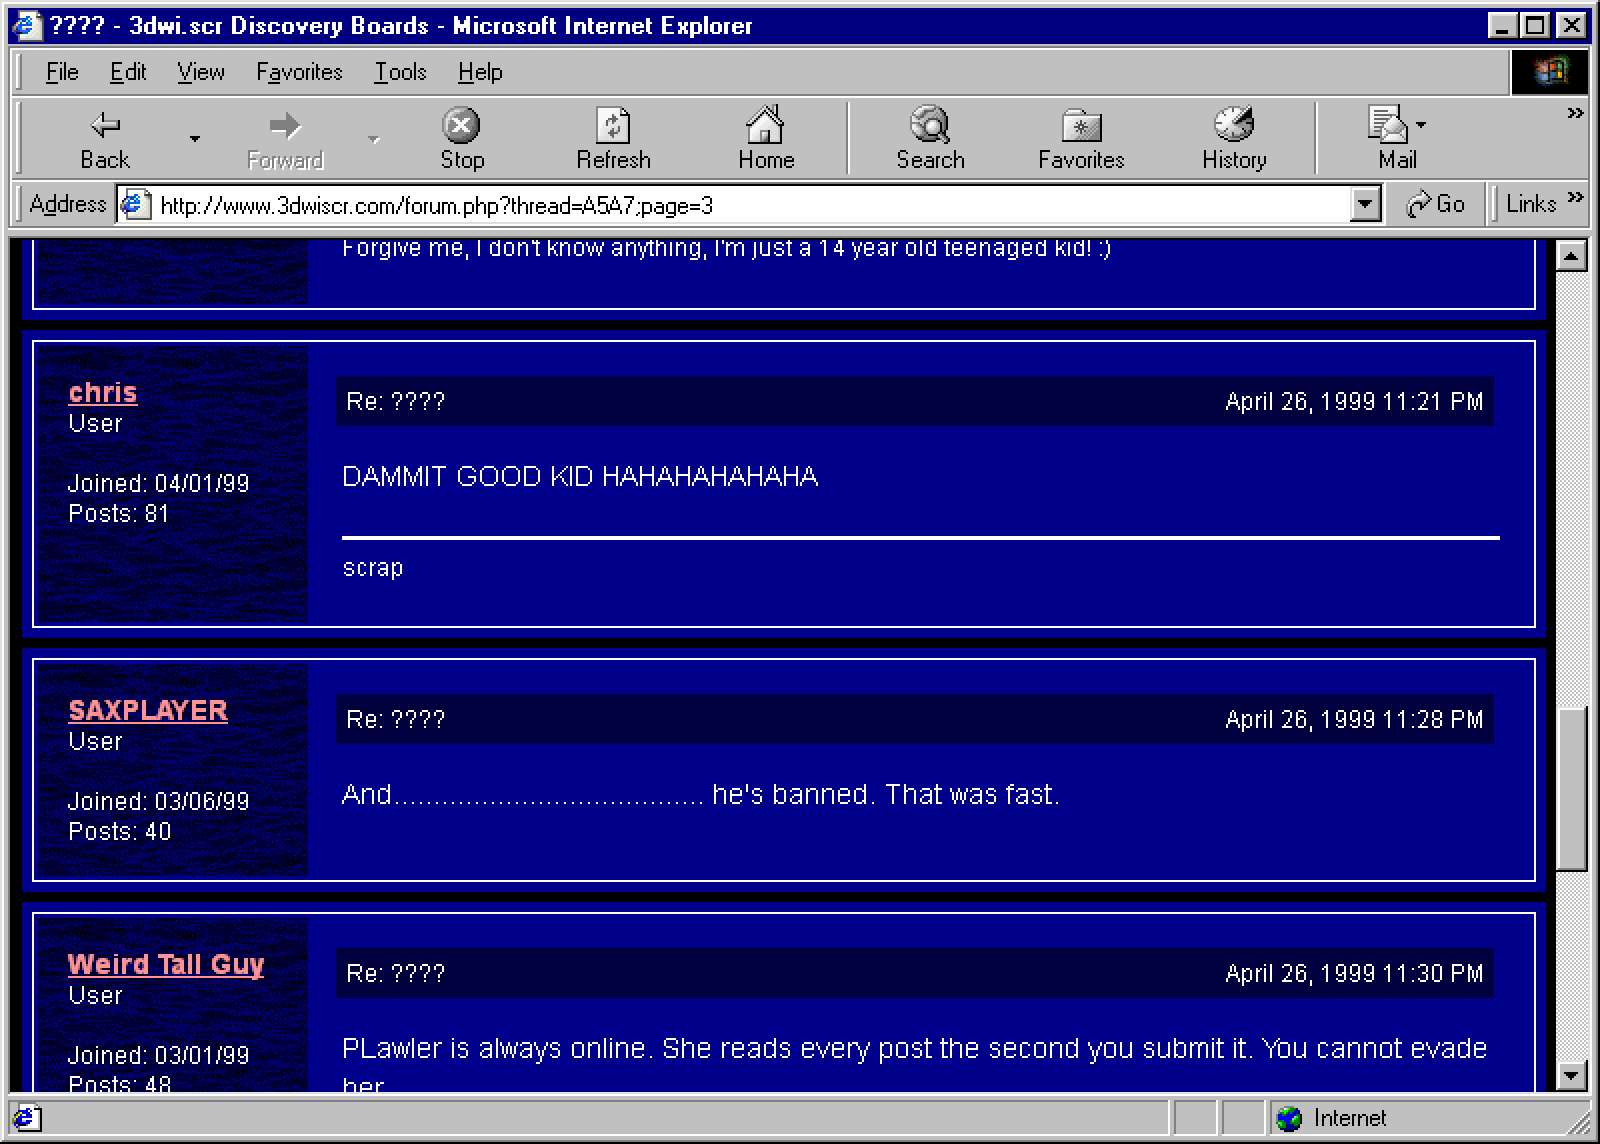 ???? - 3dwi.scr Discovery Boards - Microsoft Internet Explorer
File Edit View Favorites Tools Help
Back Forward Stop Refresh Home Search Favorites History Mail »
Address http://www.3dwiscr.com/forum.php?thread=A5A7;page=3 Go Links »
Forgive me, I don't know anything, I'm just a 14 year old teenaged kid! :)
chris
User
Joined: 04/01/99
Posts: 81
Re: ???? April 26, 1999 11:21 PM
DAMMIT GOOD KID HAHAHAHAHAHA
scrap
SAXPLAYER
User
Joined: 03/06/99
Posts: 40
Re: ???? April 26, 1999 11:28 PM
And....................................... he's banned. That was fast.
Weird Tall Guy
User
Joined: 03/01/99
Posts: 48
Re: ???? April 26, 1999 11:30 PM
PLawler is always online. She reads every post the second you submit it. You cannot evade
her
Internet